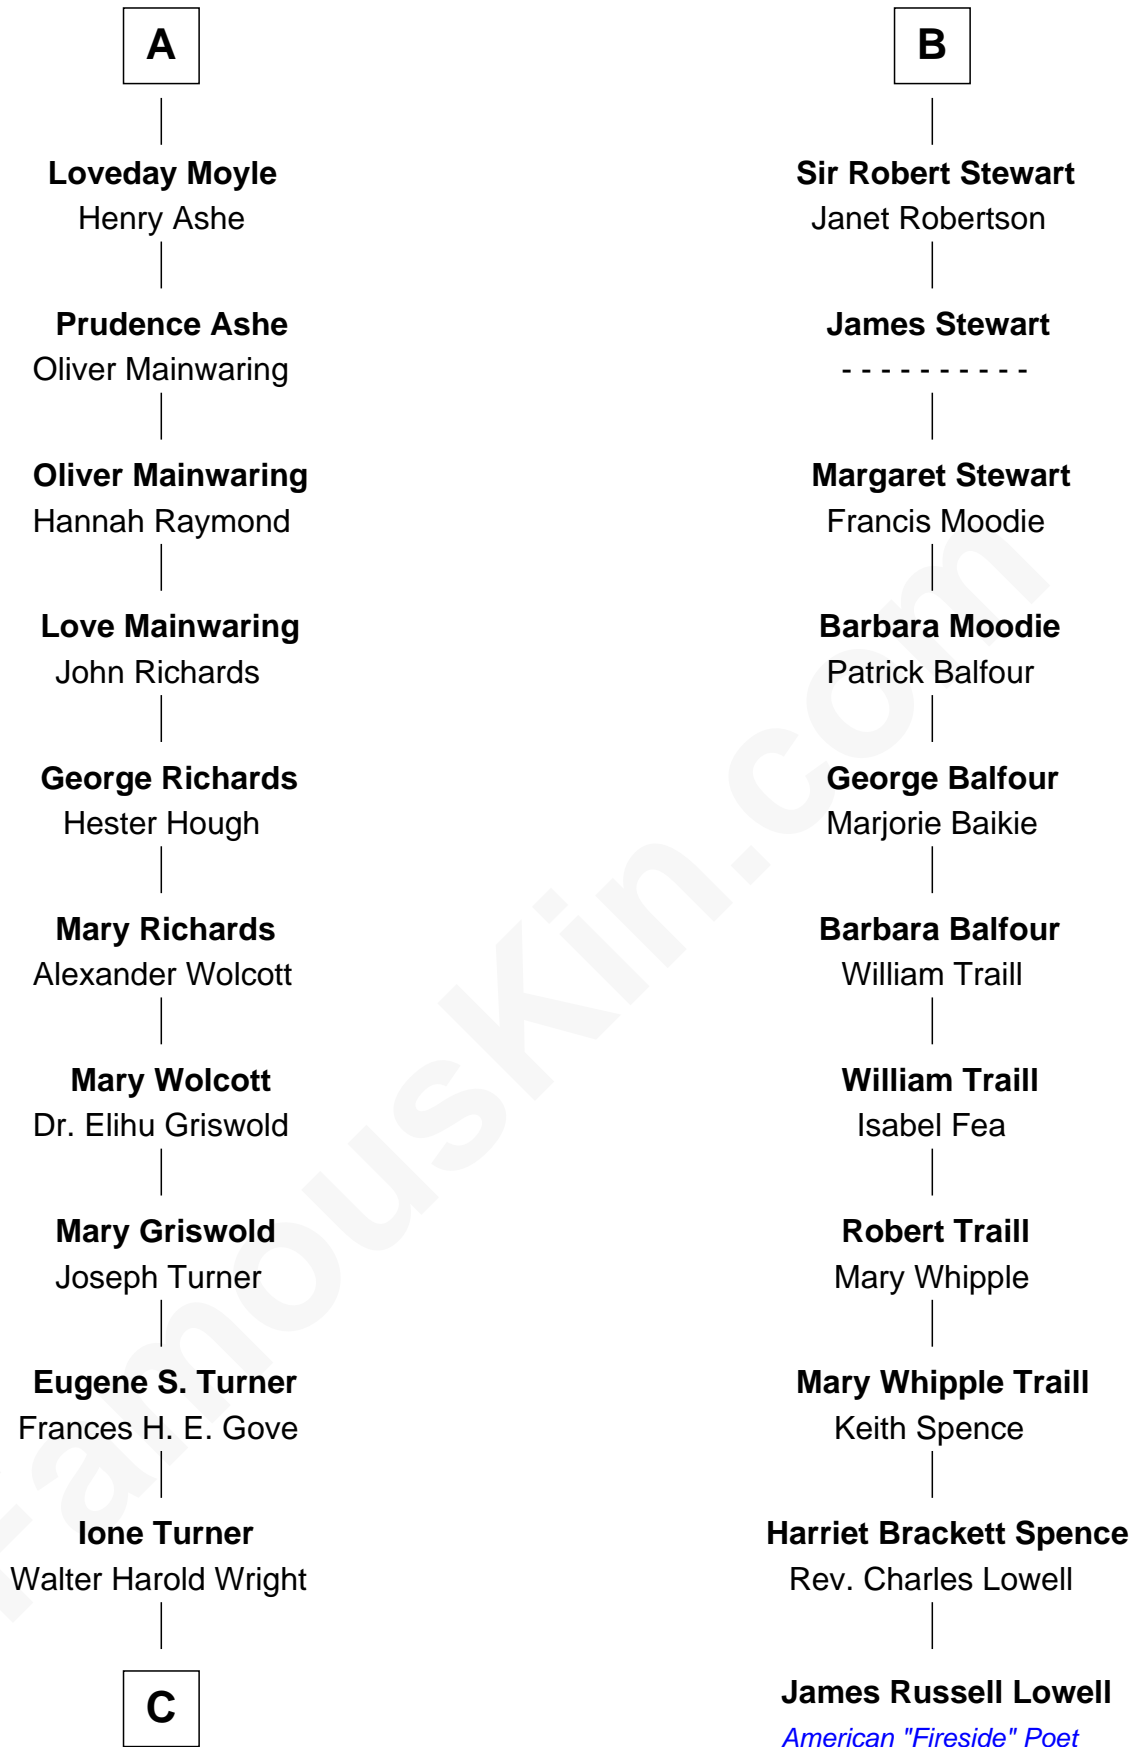 A
Loveday Moyle
Henry Ashe
Prudence Ashe
Oliver Mainwaring
Oliver Mainwaring
Hannah Raymond
Love Mainwaring
John Richards
George Richards
Hester Hough
Mary Richards
Alexander Wolcott
Mary Wolcott
Dr. Elihu Griswold
Mary Griswold
Joseph Turner
Eugene S. Turner
Frances H. E. Gove
Ione Turner
Walter Harold Wright
C
B
Sir Robert Stewart
Janet Robertson
James Stewart
- - - - - - - - - -
Margaret Stewart
Francis Moodie
Barbara Moodie
Patrick Balfour
George Balfour
Marjorie Baikie
Barbara Balfour
William Traill
William Traill
Isabel Fea
Robert Traill
Mary Whipple
Mary Whipple Traill
Keith Spence
Harriet Brackett Spence
Rev. Charles Lowell
James Russell Lowell
American "Fireside" Poet
FamousKin.com